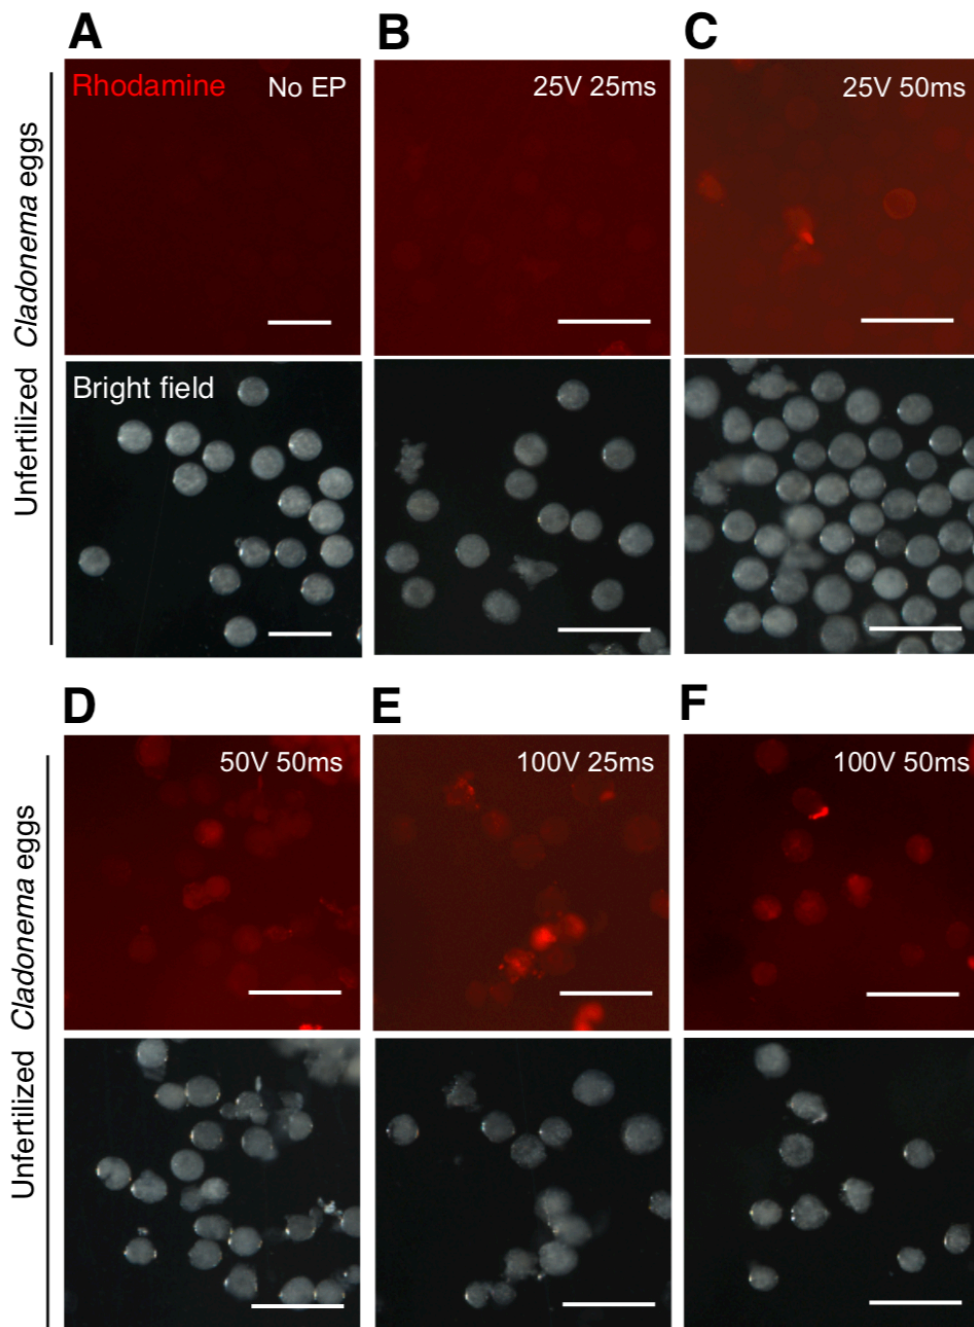 A
B
C
Unfertilized Cladonema eggs
Rhodamine
No EP
25V 25ms
25V 50ms
Bright field
D
E
F
Unfertilized Cladonema eggs
50V 50ms
100V 25ms
100V 50ms